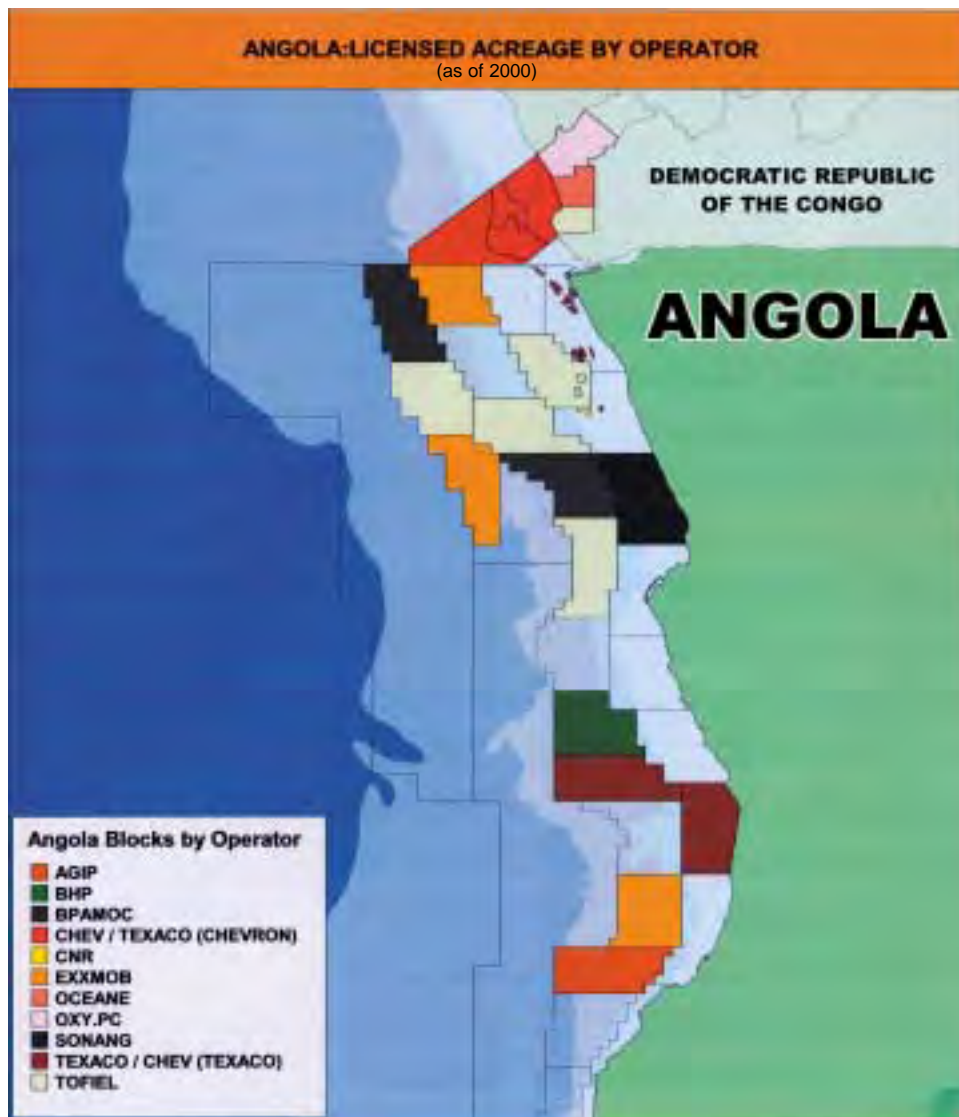 ANGOLA:LICENSED ACREAGE BY OPERATOR
(as of 2000)
DEMOCRATIC REPUBLIC
OF THE CONGO
ANGOLA
Angola Blocks by Operator
AGIP
BHP
BPAMOC
CHEV / TEXACO (CHEVRON)
CNR
EXXMOB
OCEANE
OXY.PC
SONANG
TEXACO / CHEV (TEXACO)
TOFIEL